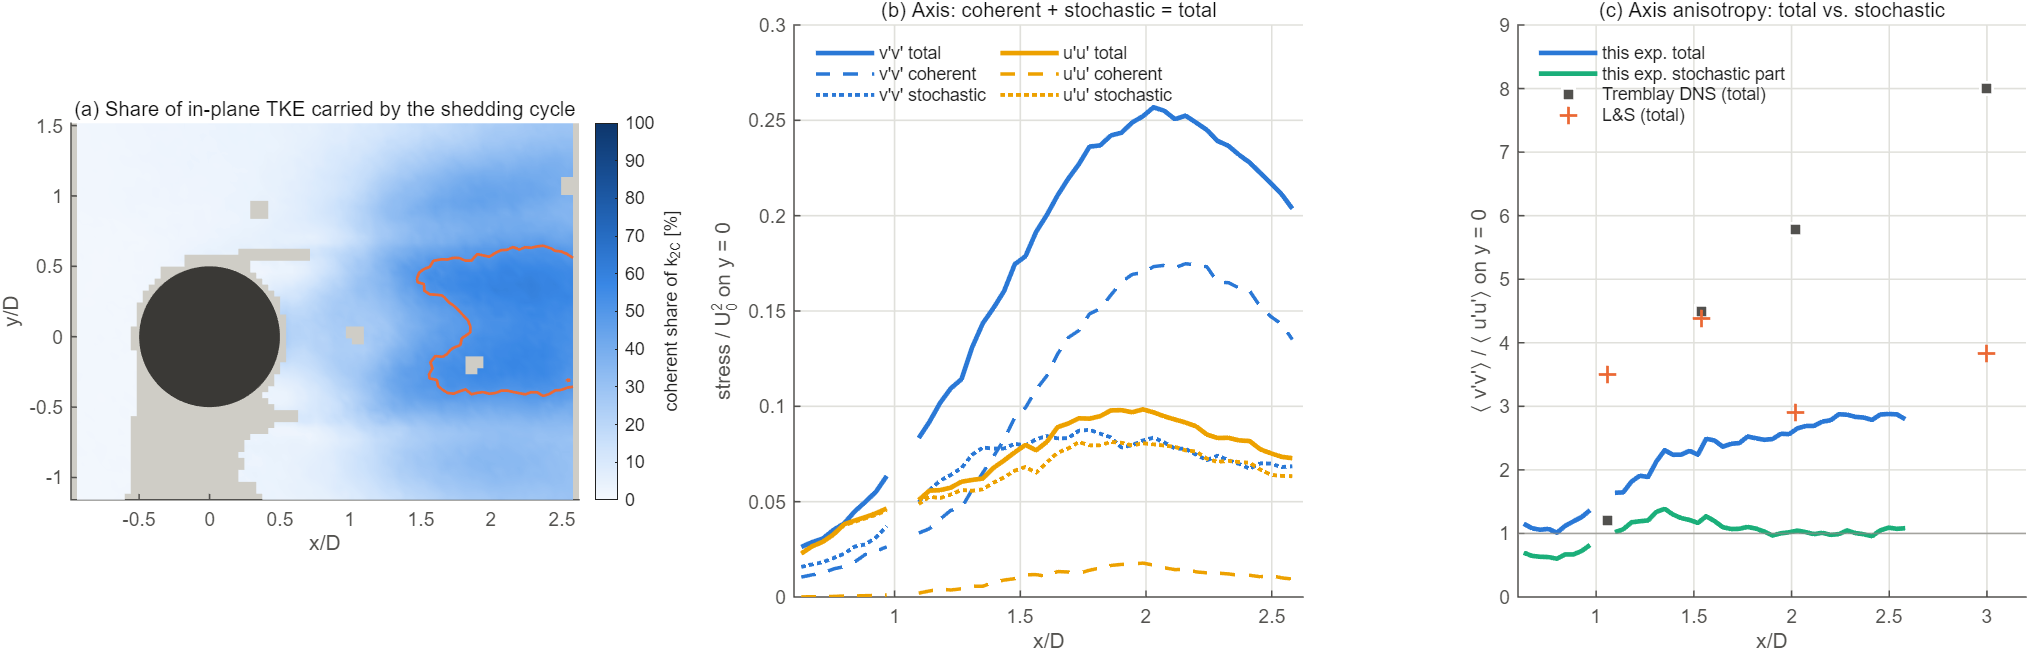 (a) Share of in-plane TKE carried by the shedding cycle
1.5
1
0.5
0
-0.5
-1
y/D
-0.5
0
0.5
1
1.5
2
2.5
x/D
100
90
80
70
60
50
40
30
20
10
0
coherent share of k2C [%]
(b) Axis: coherent + stochastic = total
v'v' total
v'v' coherent
v'v' stochastic
u'u' total
u'u' coherent
u'u' stochastic
0.3
0.25
0.2
0.15
0.1
0.05
0
stress / U₀² on y = 0
1
1.5
2
2.5
x/D
(c) Axis anisotropy: total vs. stochastic
this exp. total
this exp. stochastic part
Tremblay DNS (total)
L&S (total)
9
8
7
6
5
4
3
2
1
0
⟨ v'v'⟩ / ⟨ u'u'⟩ on y = 0
1
1.5
2
2.5
3
x/D